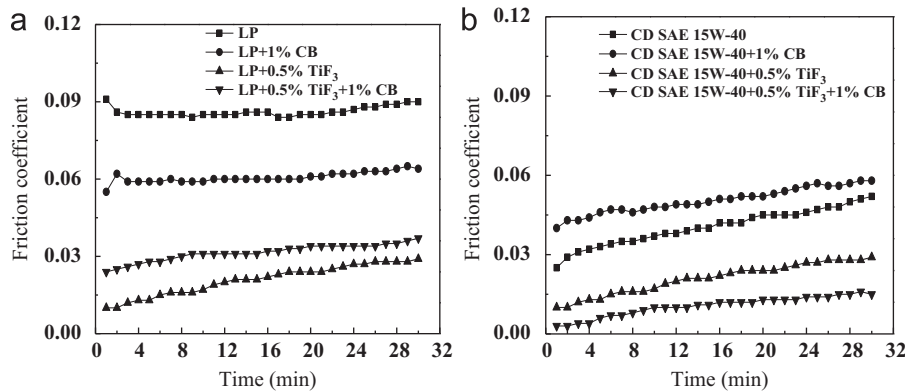 a
0.12
0.09
0.06
0.03
0.00
Friction coefficient
LP
LP+1% CB
LP+0.5% TiF₃
LP+0.5% TiF₃+1% CB
0 4 8 12 16 20 24 28 32
Time (min)
b
0.12
0.09
0.06
0.03
0.00
Friction coefficient
CD SAE 15W-40
CD SAE 15W-40+1% CB
CD SAE 15W-40+0.5% TiF₃
CD SAE 15W-40+0.5% TiF₃+1% CB
0 4 8 12 16 20 24 28 32
Time (min)